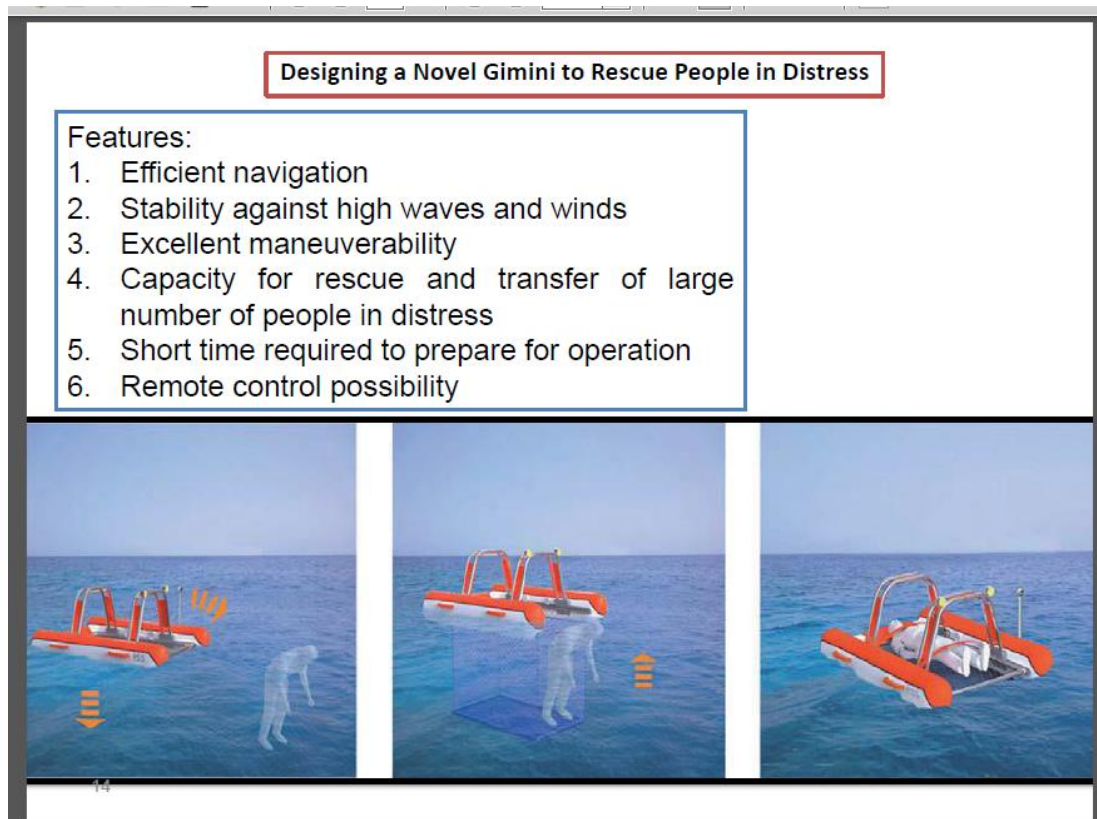 Designing a Novel Gimini to Rescue People in Distress
Features:
1. Efficient navigation
2. Stability against high waves and winds
3. Excellent maneuverability
4. Capacity for rescue and transfer of large
number of people in distress
5. Short time required to prepare for operation
6. Remote control possibility
14